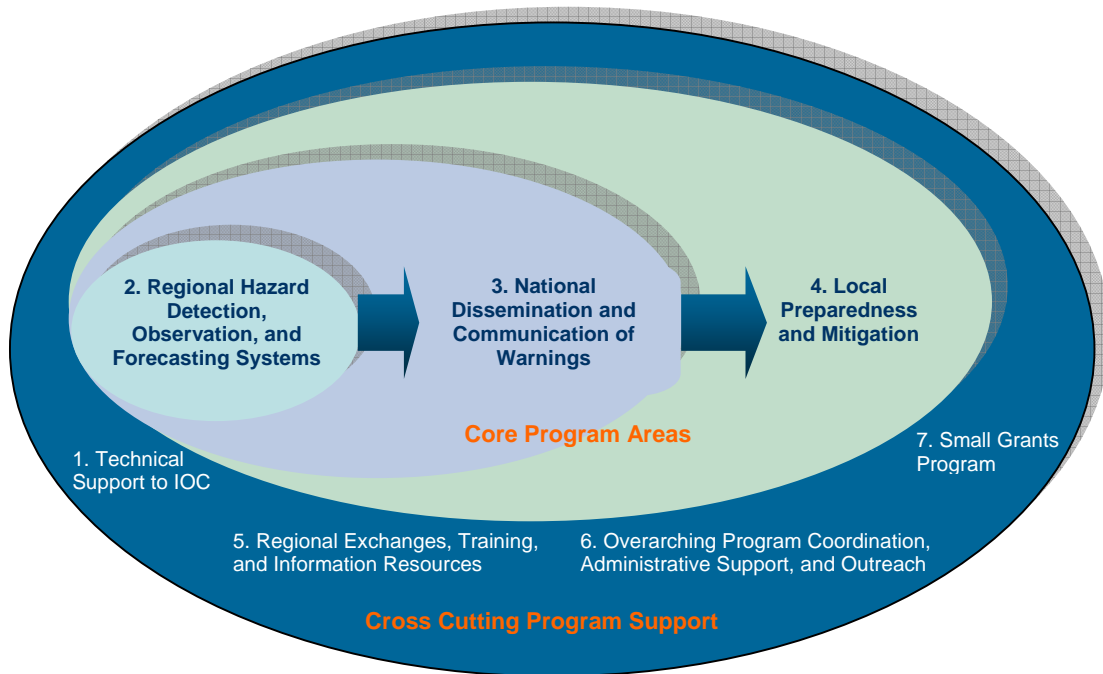 2. Regional Hazard
Detection,
Observation, and
Forecasting Systems
3. National
Dissemination and
Communication of
Warnings
4. Local
Preparedness
and Mitigation
Core Program Areas
1. Technical
Support to IOC
7. Small Grants
Program
5. Regional Exchanges, Training,
and Information Resources
6. Overarching Program Coordination,
Administrative Support, and Outreach
Cross Cutting Program Support